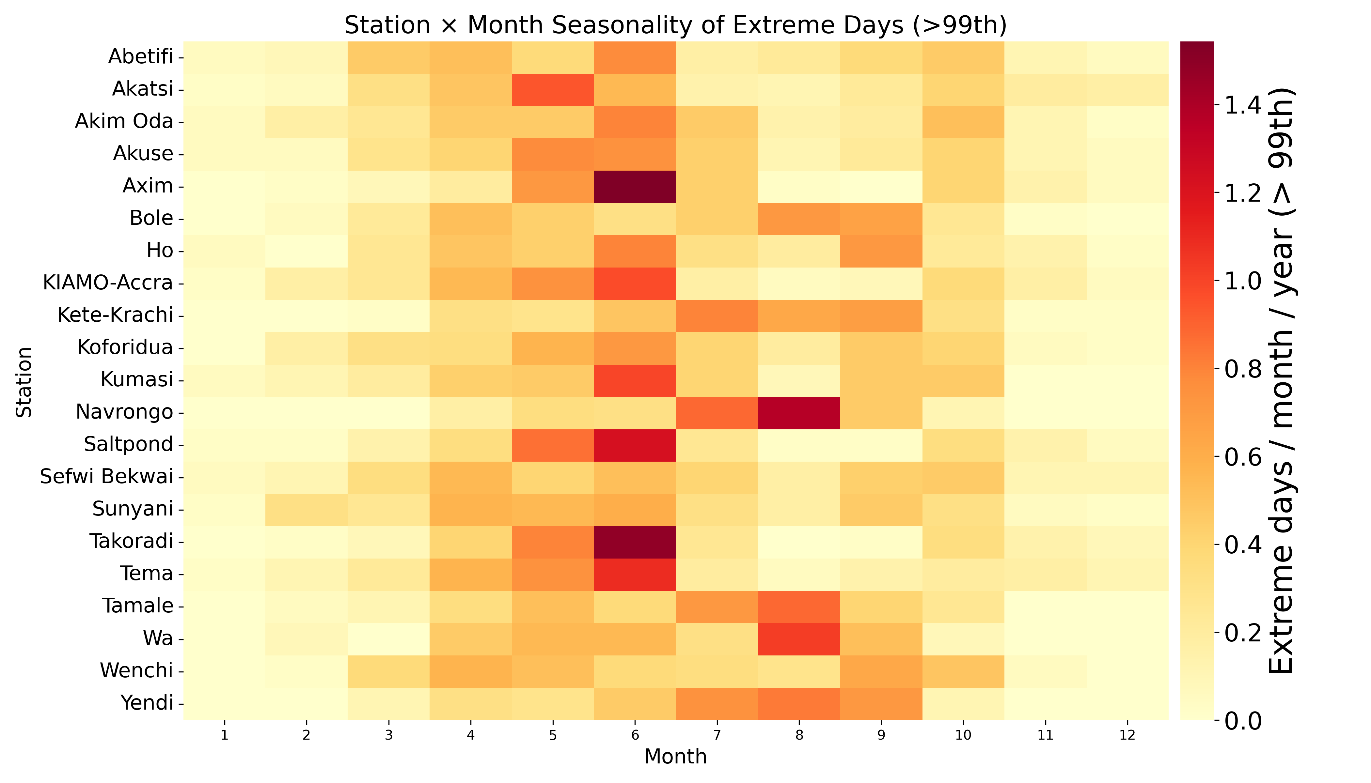 Station × Month Seasonality of Extreme Days (>99th)
Abetifi
Akatsi
Akim Oda
Akuse
Axim
Bole
Ho
KIAMO-Accra
Kete-Krachi
Koforidua
Kumasi
Navrongo
Saltpond
Sefwi Bekwai
Sunyani
Takoradi
Tema
Tamale
Wa
Wenchi
Yendi
Station
1 2 3 4 5 6 7 8 9 10 11 12
Month
1.4
1.2
1.0
0.8
0.6
0.4
0.2
0.0
Extreme days / month / year (> 99th)